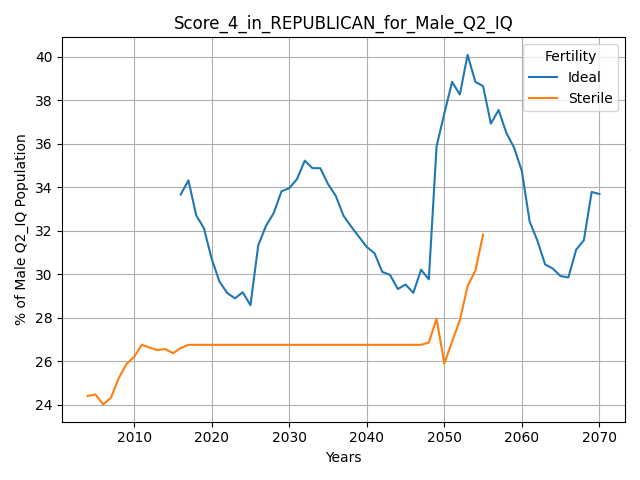 Score_4_in_REPUBLICAN_for_Male_Q2_IQ
% of Male Q2_IQ Population
40
38
36
34
32
30
28
26
24
Fertility
Ideal
Sterile
2010 2020 2030 2040 2050 2060 2070
Years